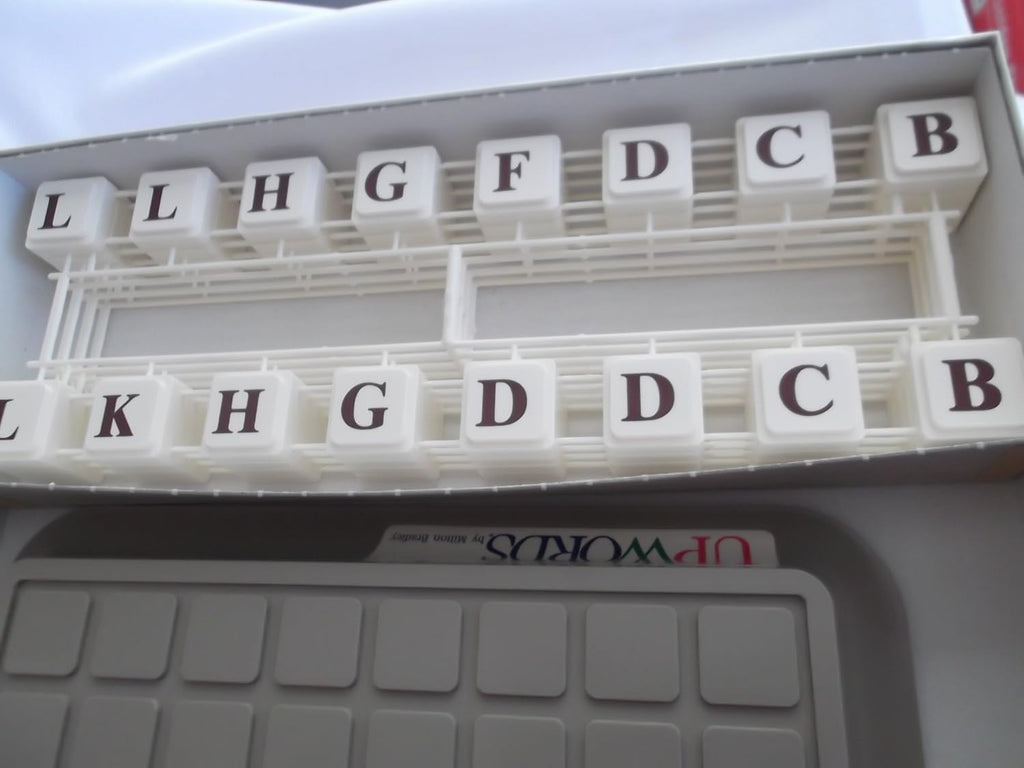 L L H G F D C B
L K H G D D C B
UPWORDS by Milton Bradley